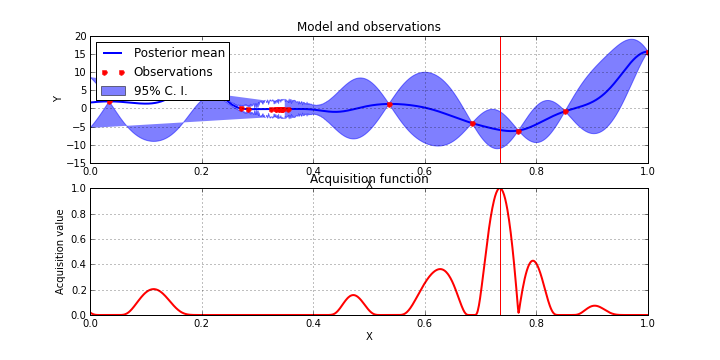 Model and observations
20
15
10
5
0
−5
−10
−15
Y
Posterior mean
Observations
95% C. I.
0.0 0.2 0.4 0.6 0.8 1.0
X
Acquisition function
1.0
0.8
0.6
0.4
0.2
0.0
Acquisition value
0.0 0.2 0.4 0.6 0.8 1.0
X